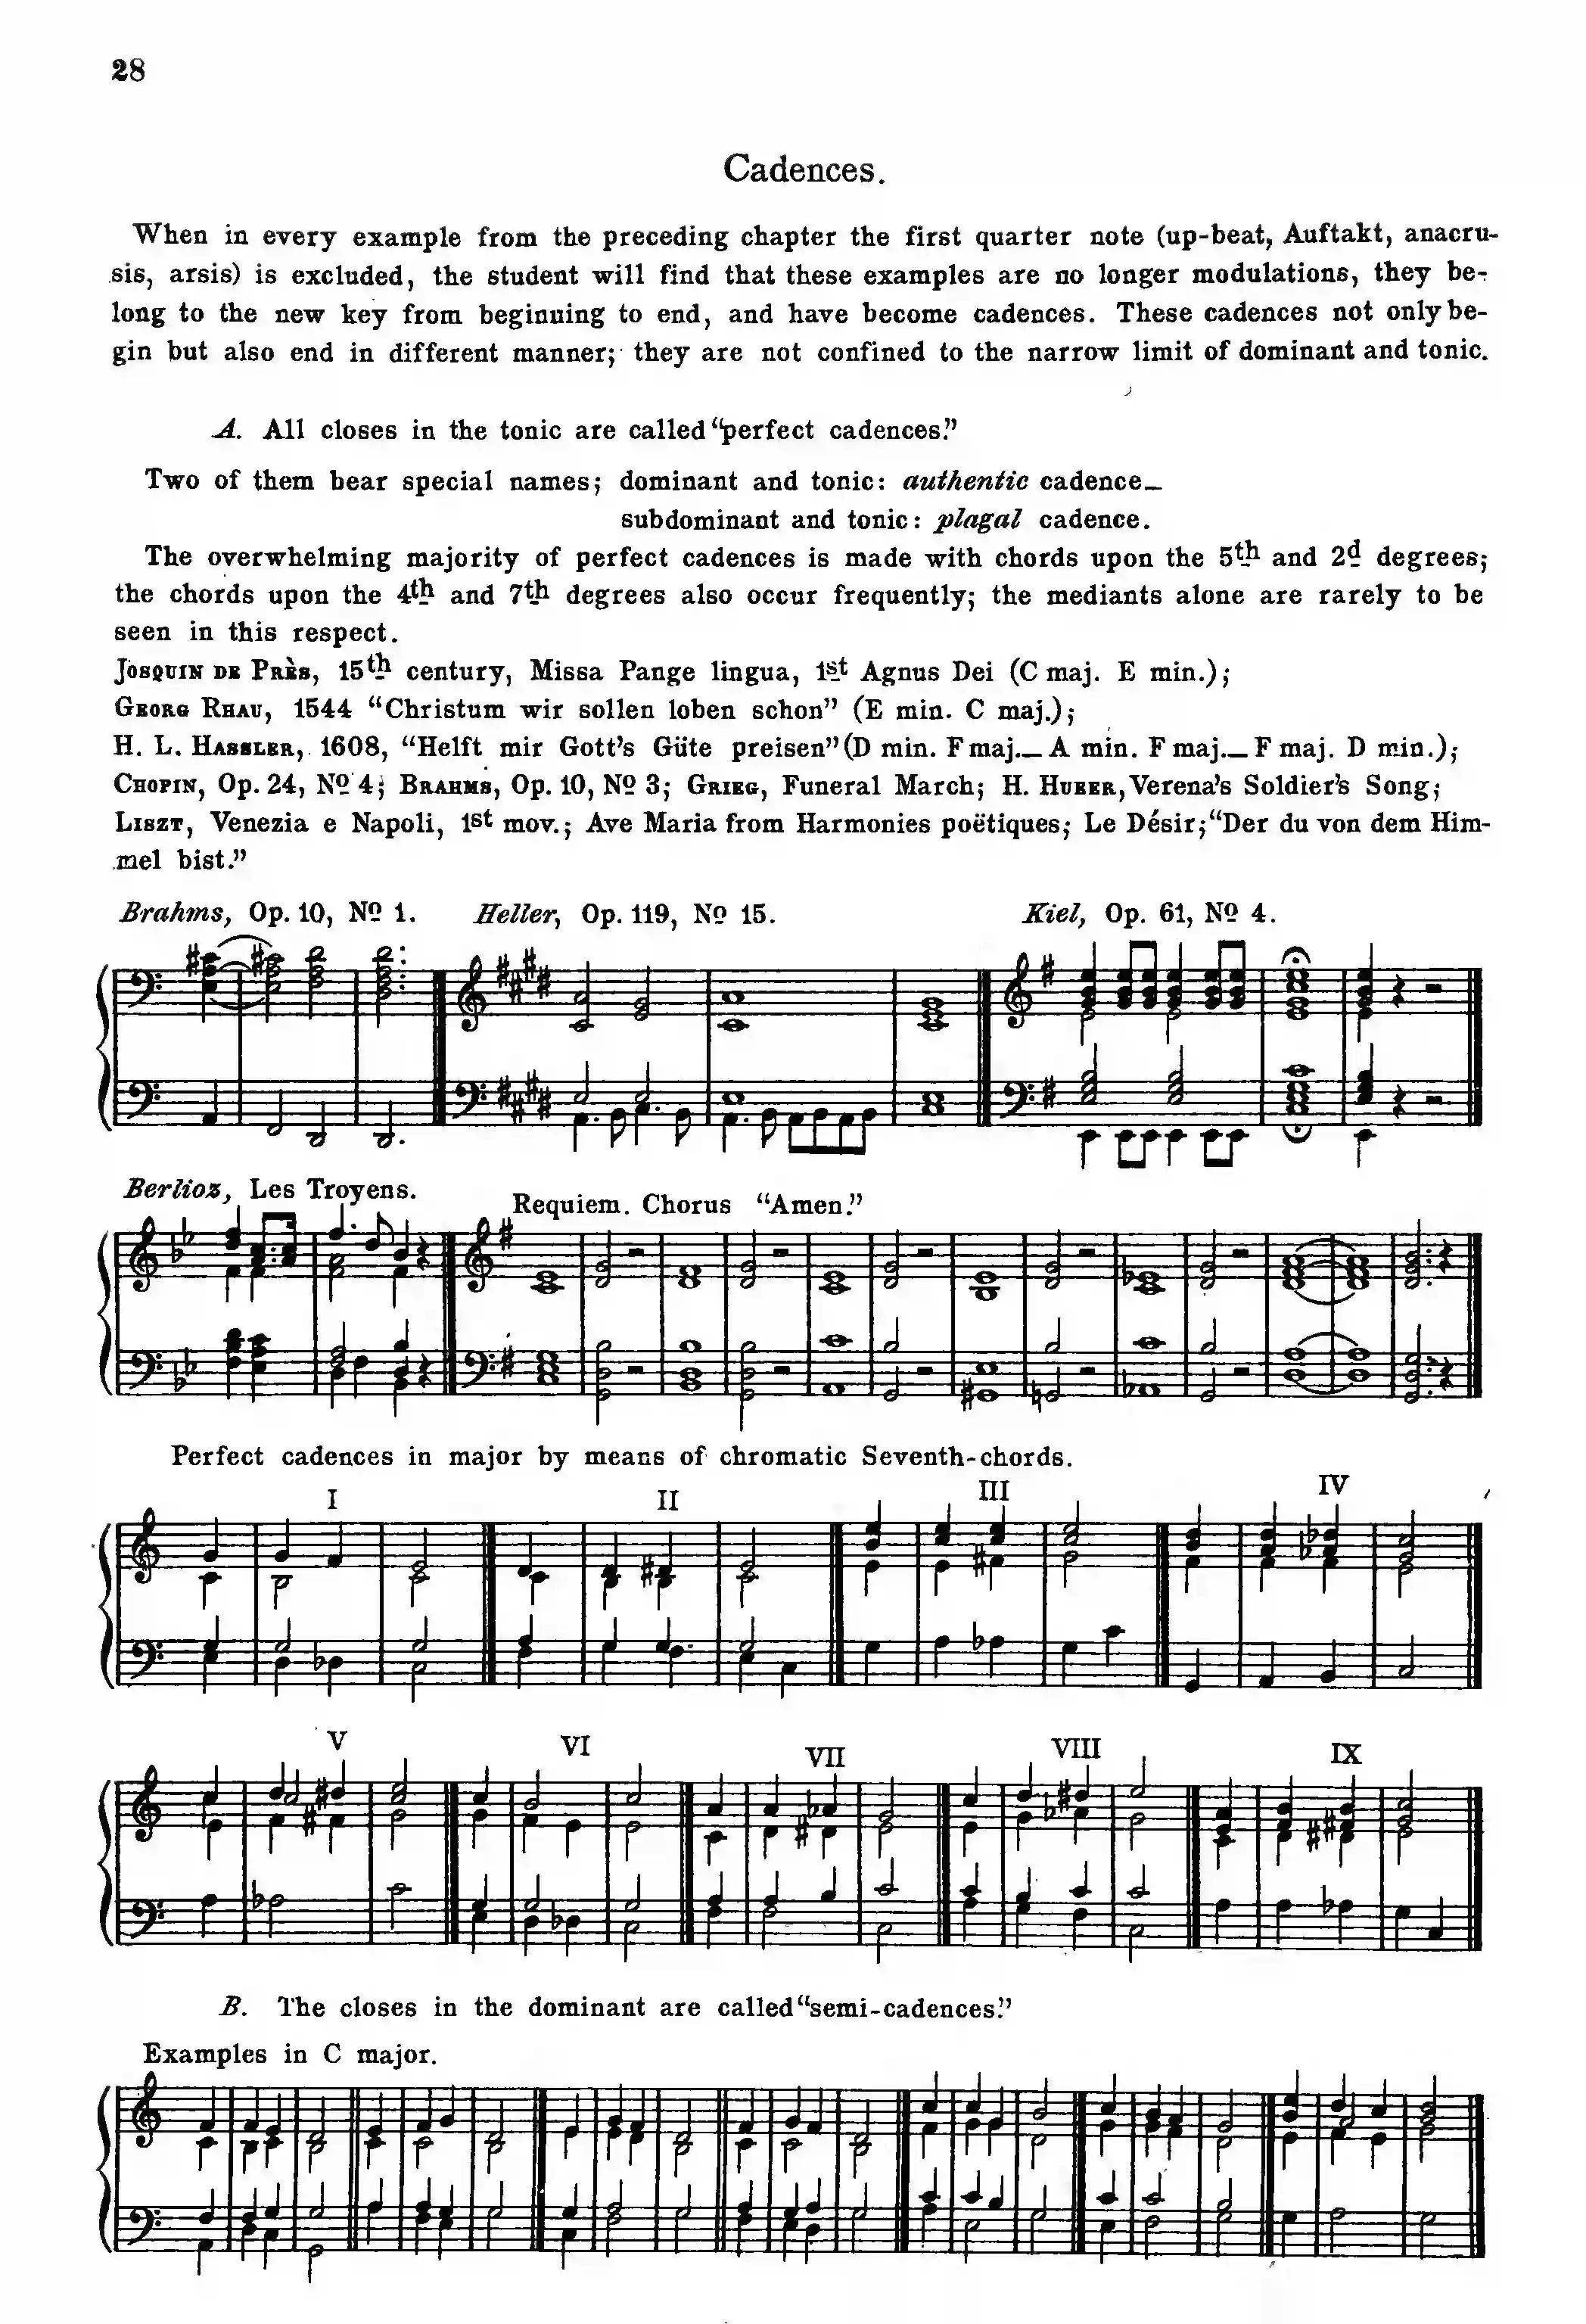 28
Cadences.
When in every example from the preceding chapter the first quarter note (up-beat, Auftakt, anacru-
sis, arsis) is excluded, the student will find that these examples are no longer modulations, they be-
long to the new key from beginning to end, and have become cadences. These cadences not only be-
gin but also end in different manner; they are not confined to the narrow limit of dominant and tonic.
A. All closes in the tonic are called “perfect cadences.”
Two of them bear special names; dominant and tonic: authentic cadence—
subdominant and tonic: plagal cadence.
The overwhelming majority of perfect cadences is made with chords upon the 5th and 2d degrees;
the chords upon the 4th and 7th degrees also occur frequently; the mediants alone are rarely to be
seen in this respect.
JOSQUIN DE PRÈS, 15th century, Missa Pange lingua, 1st Agnus Dei (C maj. E min.);
GEORG RHAU, 1544 “Christum wir sollen loben schon” (E min. C maj.);
H. L. HASSLER, 1608, “Helft mir Gott's Güte preisen” (D min. F maj.— A min. F maj.— F maj. D min.);
CHOPIN, Op. 24, No 4; BRAHMS, Op. 10, No 3; GRIEG, Funeral March; H. HUBER, Verena's Soldier's Song;
LISZT, Venezia e Napoli, 1st mov.; Ave Maria from Harmonies poëtiques; Le Désir; “Der du von dem Him-
mel bist.”
Brahms, Op. 10, No 1. Heller, Op. 119, No 15. Kiel, Op. 61, No 4.
Berlioz, Les Troyens. Requiem. Chorus “Amen.”
Perfect cadences in major by means of chromatic Seventh-chords.
I II III IV
V VI VII VIII IX
B. The closes in the dominant are called “semi-cadences.”
Examples in C major.